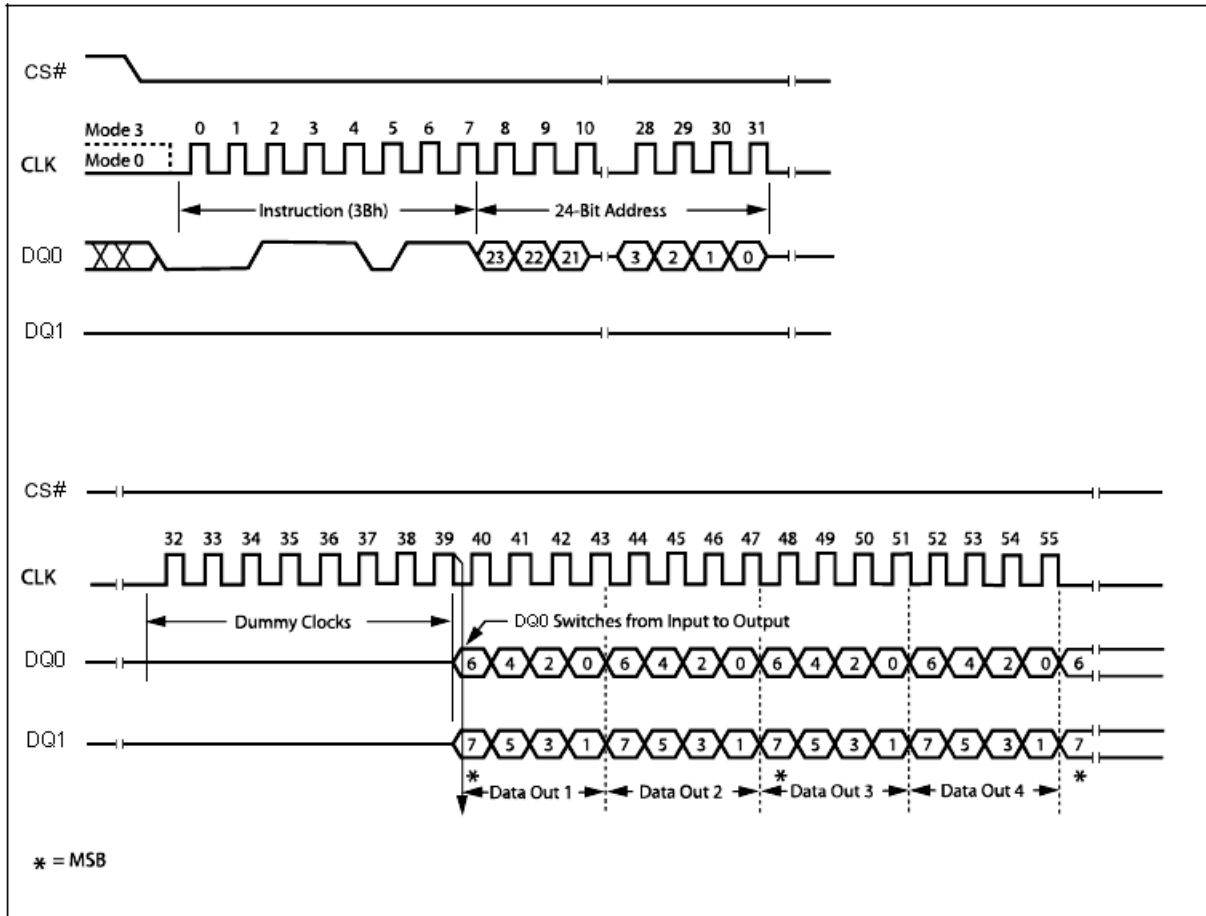 CS#
Mode 3
0 1 2 3 4 5 6 7 8 9 10 28 29 30 31
CLK
Mode 0
Instruction (3Bh)
24-Bit Address
DQ0
23 22 21 3 2 1 0
DQ1
CS#
32 33 34 35 36 37 38 39 40 41 42 43 44 45 46 47 48 49 50 51 52 53 54 55
CLK
Dummy Clocks
DQ0 Switches from Input to Output
DQ0
6 4 2 0 6 4 2 0 6 4 2 0 6 4 2 0 6
DQ1
7 5 3 1 7 5 3 1 7 5 3 1 7 5 3 1 7
* * *
Data Out 1 Data Out 2 Data Out 3 Data Out 4
* = MSB